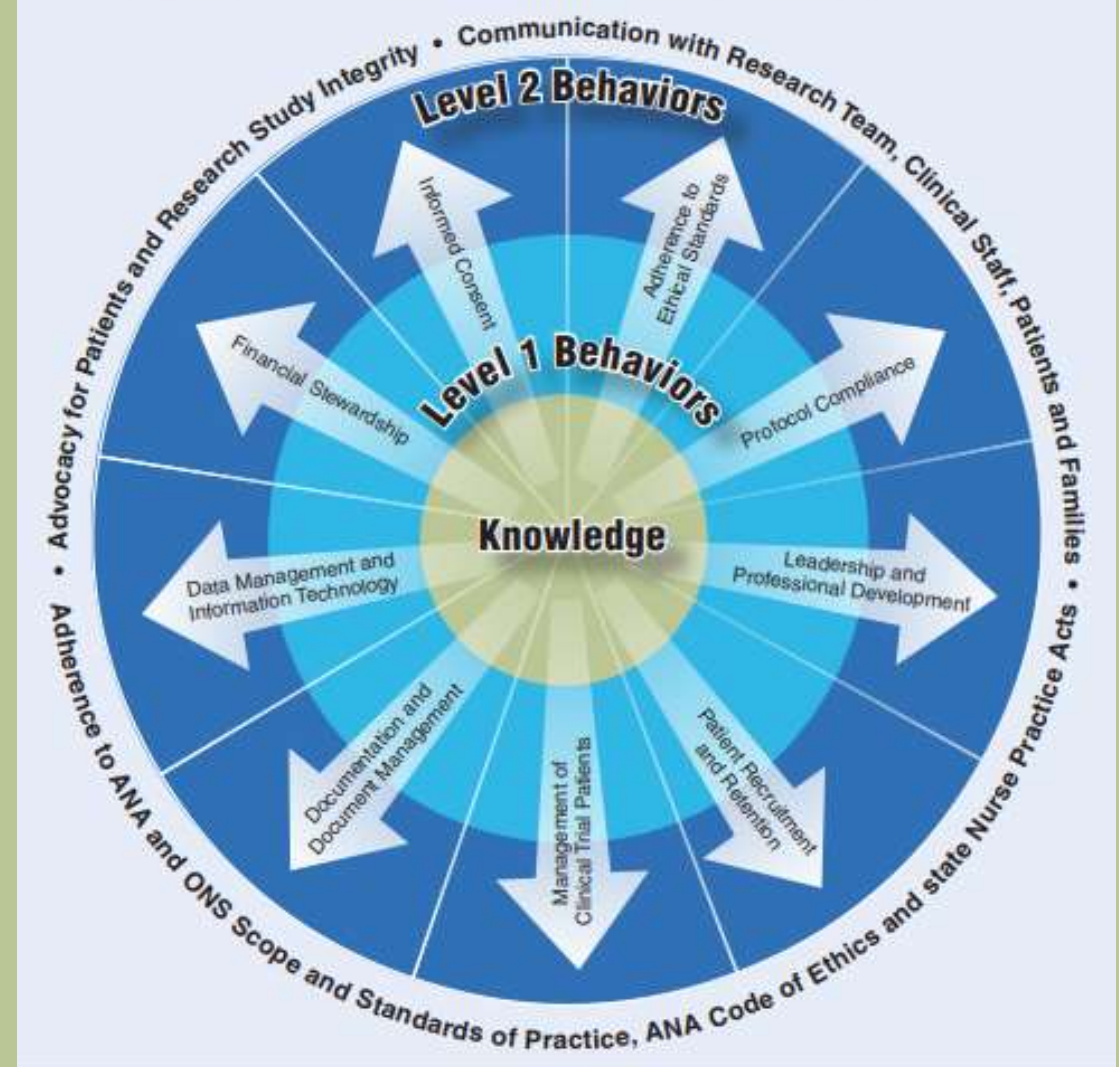 Advocacy for Patients and Research Study Integrity • Communication with Research Team, Clinical Staff, Patients and Families •
Level 2 Behaviors
Informed Consent
Adherence to
Ethical Standards
Financial Stewardship
Level 1 Behaviors
Protocol Compliance
Knowledge
Data Management and
Information Technology
Leadership and
Professional Development
Documentation and
Document Management
Management of
Clinical Trial Patients
Patient Recruitment
and Retention
Adherence to ANA and ONS Scope and Standards of Practice, ANA Code of Ethics and state Nurse Practice Acts •